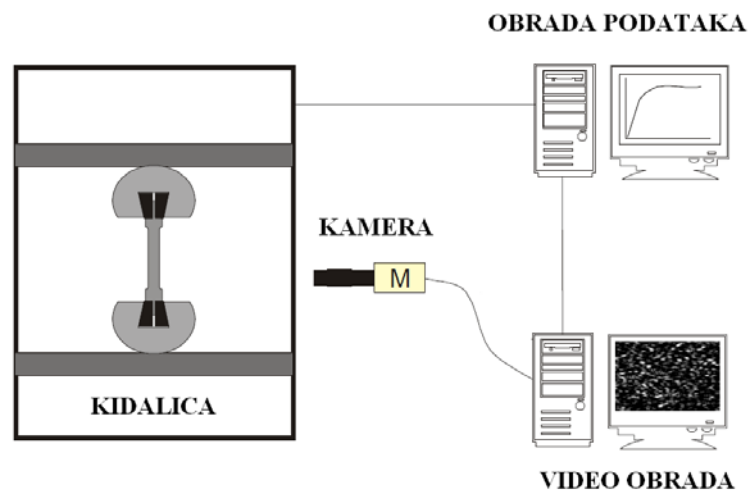 OBRADA PODATAKA
KAMERA
M
KIDALICA
VIDEO OBRADA